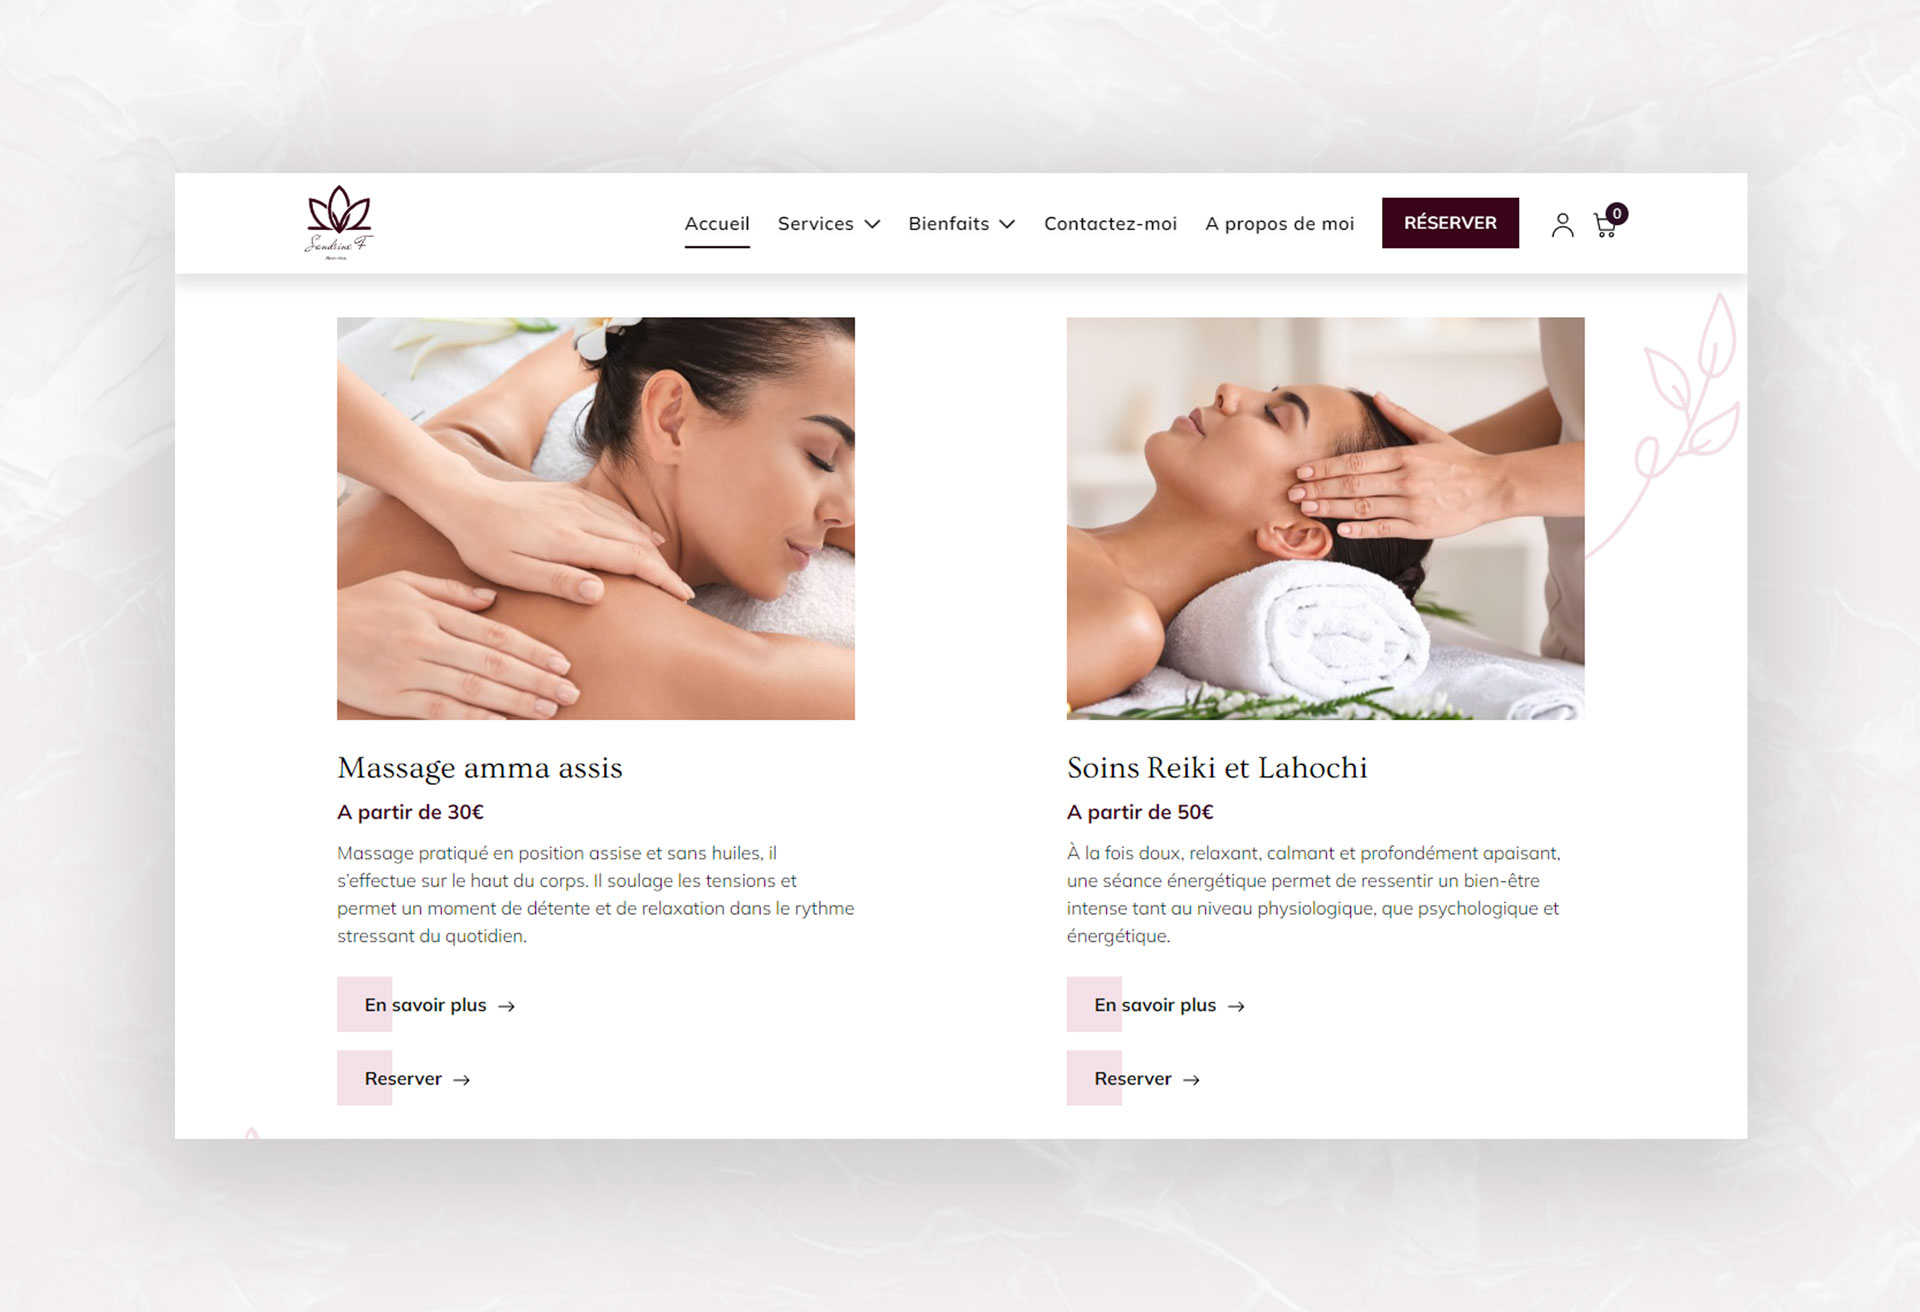 Sandrine F
Accueil
Services
Bienfaits
Contactez-moi
A propos de moi
RÉSERVER
0
Massage amma assis
A partir de 30€
Massage pratiqué en position assise et sans huiles, il
s’effectue sur le haut du corps. Il soulage les tensions et
permet un moment de détente et de relaxation dans le rythme
stressant du quotidien.
En savoir plus →
Reserver →
Soins Reiki et Lahochi
A partir de 50€
À la fois doux, relaxant, calmant et profondément apaisant,
une séance énergétique permet de ressentir un bien-être
intense tant au niveau physiologique, que psychologique et
énergétique.
En savoir plus →
Reserver →